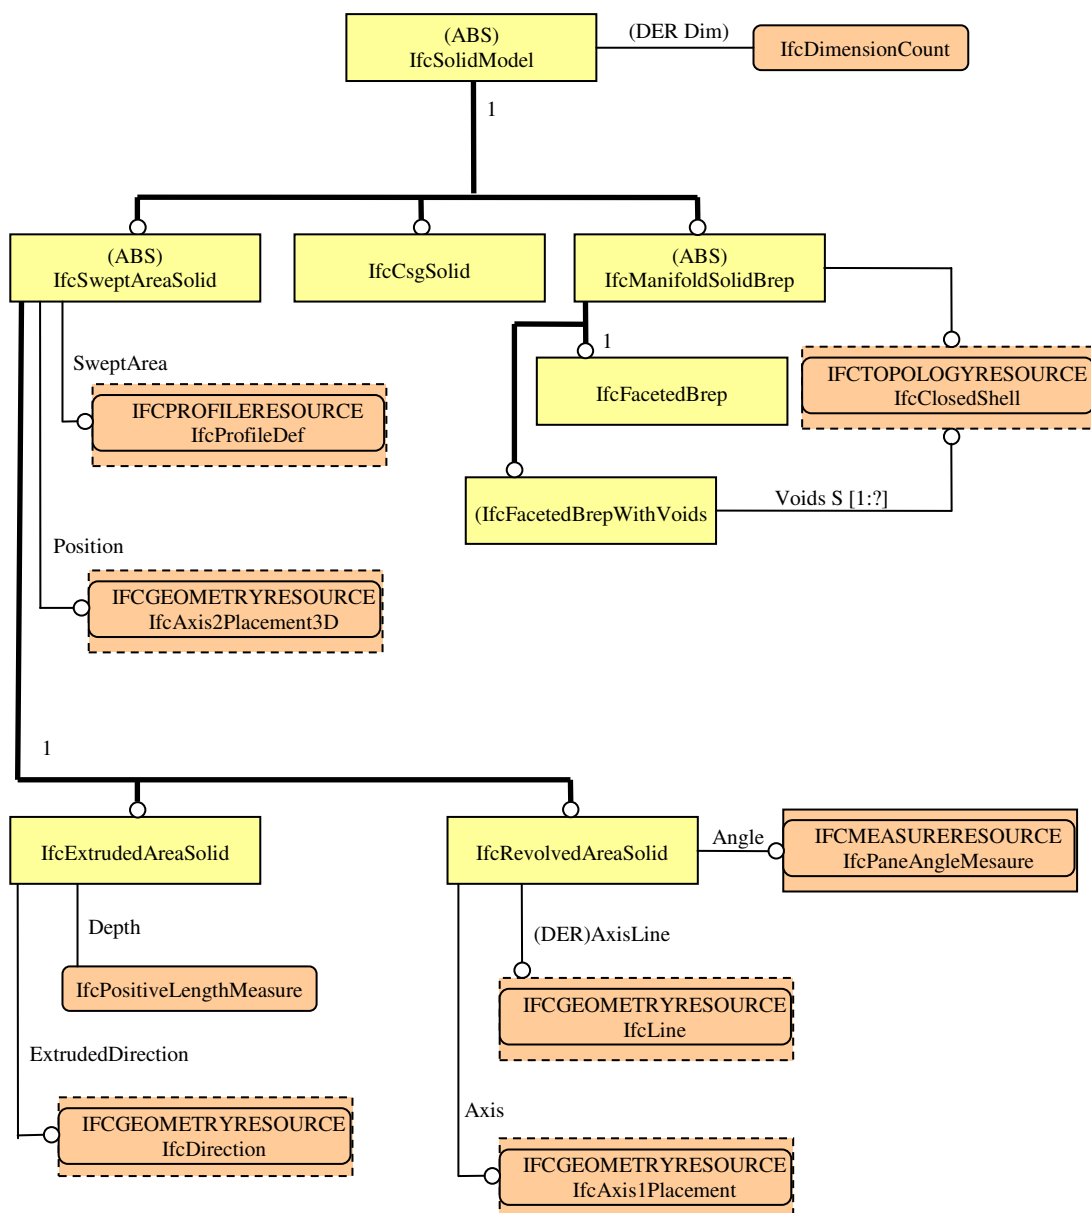 (ABS)
IfcSolidModel
(DER Dim)
IfcDimensionCount
1
(ABS)
IfcSweptAreaSolid
IfcCsgSolid
(ABS)
IfcManifoldSolidBrep
1
SweptArea
IFCPROFILERESOURCE
IfcProfileDef
IfcFacetedBrep
IFCTOPOLOGYRESOURCE
IfcClosedShell
(IfcFacetedBrepWithVoids
Voids S [1:?]
Position
IFCGEOMETRYRESOURCE
IfcAxis2Placement3D
1
IfcExtrudedAreaSolid
IfcRevolvedAreaSolid
Angle
IFCMEASURERESOURCE
IfcPaneAngleMesaure
Depth
(DER)AxisLine
IfcPositiveLengthMeasure
IFCGEOMETRYRESOURCE
IfcLine
ExtrudedDirection
IFCGEOMETRYRESOURCE
IfcDirection
Axis
IFCGEOMETRYRESOURCE
IfcAxis1Placement